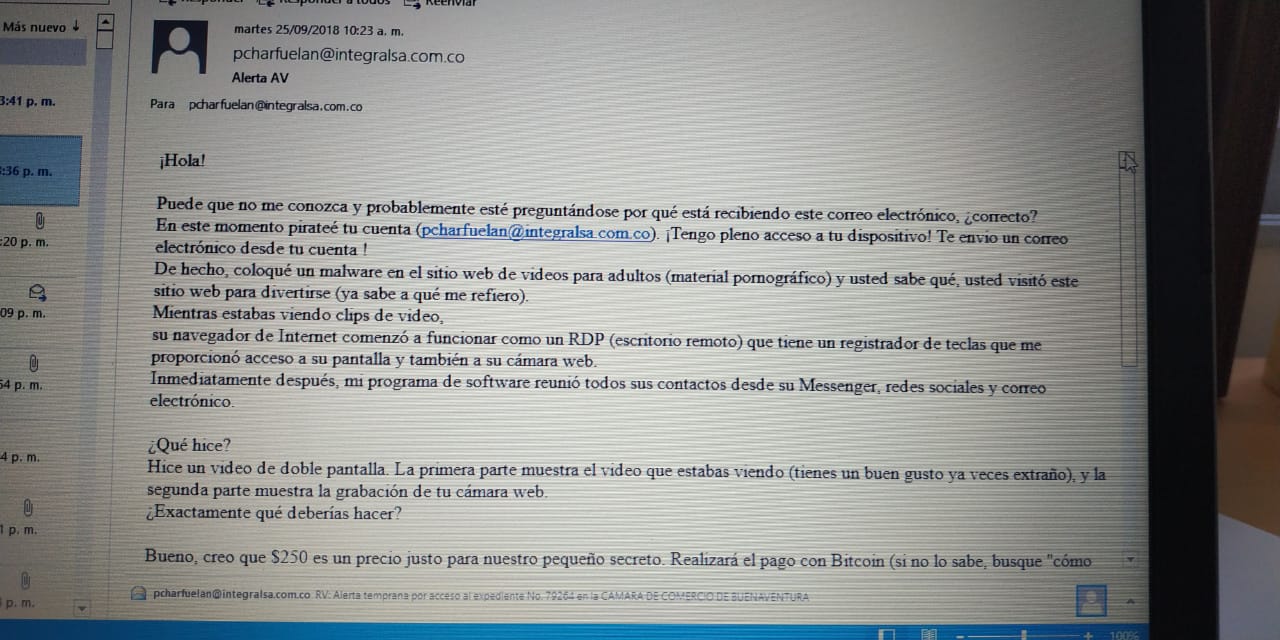 Responder Responder a todos Reenviar
Más nuevo ↓
martes 25/09/2018 10:23 a. m.
pcharfuelan@integralsa.com.co
Alerta AV
3:41 p. m.
Para pcharfuelan@integralsa.com.co
¡Hola!
:36 p. m.
Puede que no me conozca y probablemente esté preguntándose por qué está recibiendo este correo electrónico, ¿correcto?
En este momento pirateé tu cuenta (pcharfuelan@integralsa.com.co). ¡Tengo pleno acceso a tu dispositivo! Te envio un correo
electrónico desde tu cuenta !
:20 p. m.
De hecho, coloqué un malware en el sitio web de videos para adultos (material pornográfico) y usted sabe qué, usted visitó este
sitio web para divertirse (ya sabe a qué me refiero).
09 p. m.
Mientras estabas viendo clips de video,
su navegador de Internet comenzó a funcionar como un RDP (escritorio remoto) que tiene un registrador de teclas que me
proporcionó acceso a su pantalla y también a su cámara web.
54 p. m.
Inmediatamente después, mi programa de software reunió todos sus contactos desde su Messenger, redes sociales y correo
electrónico.
¿Qué hice?
4 p. m.
Hice un video de doble pantalla. La primera parte muestra el video que estabas viendo (tienes un buen gusto ya veces extraño), y la
segunda parte muestra la grabación de tu cámara web.
¿Exactamente qué deberías hacer?
1 p. m.
Bueno, creo que $250 es un precio justo para nuestro pequeño secreto. Realizará el pago con Bitcoin (si no lo sabe, busque "cómo
pcharfuelan@integralsa.com.co RV: Alerta temprana por acceso al expediente No. 79264 en la CAMARA DE COMERCIO DE BUENAVENTURA
p. m.
100%